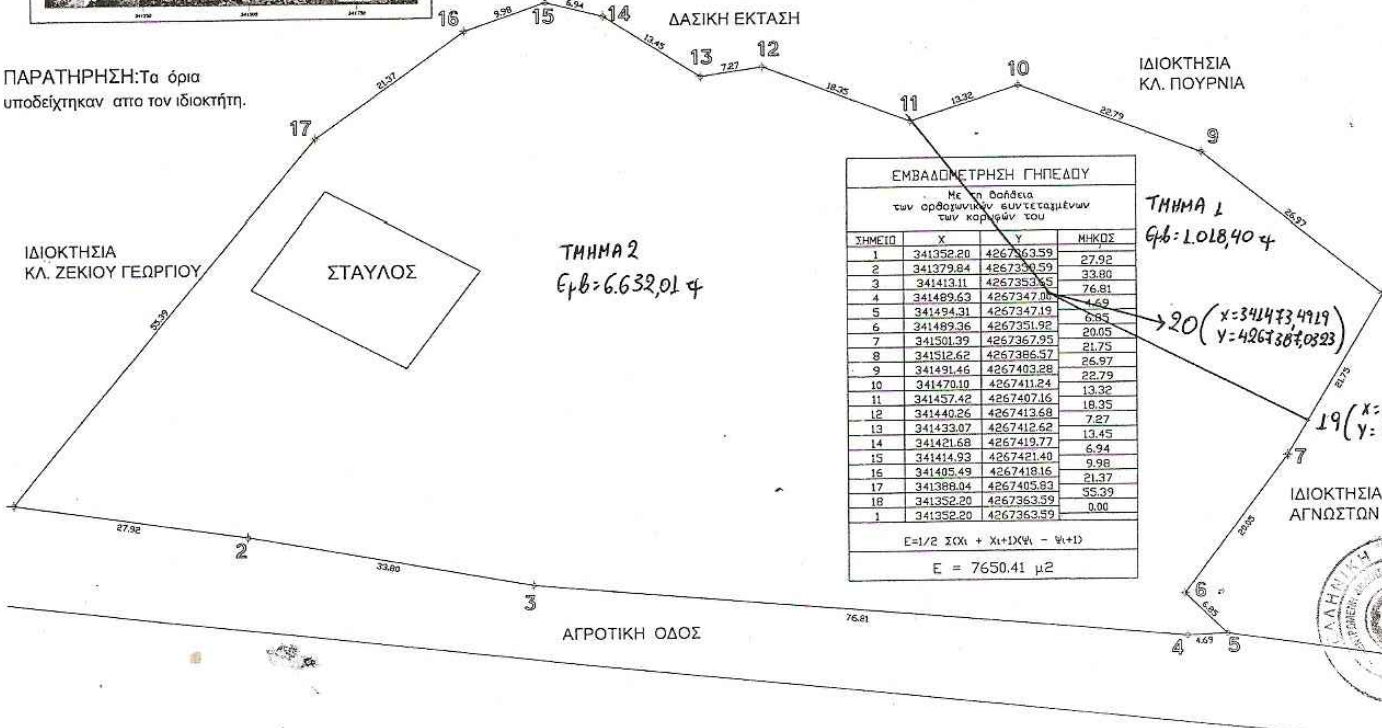 16
9.98
15
6.94
14
ΔΑΣΙΚΗ ΕΚΤΑΣΗ
13.45
13
7.27
12
18.35
11
13.32
10
ΙΔΙΟΚΤΗΣΙΑ
ΚΛ. ΠΟΥΡΝΙΑ
22.79
9
26.97
ΠΑΡΑΤΗΡΗΣΗ:Τα όρια
υποδείχτηκαν απο τον ιδιοκτήτη.
21.37
17
ΙΔΙΟΚΤΗΣΙΑ
ΚΛ. ΖΕΚΙΟΥ ΓΕΩΡΓΙΟΥ
55.39
ΣΤΑΥΛΟΣ
ΤΜΗΜΑ 2
Εμβ=6.632,01 τμ
ΕΜΒΑΔΟΜΕΤΡΗΣΗ ΓΗΠΕΔΟΥ
Με τη βοήθεια
των ορθογωνικών συντεταγμένων
των κορυφών του
ΣΗΜΕΙΟ X Y ΜΗΚΟΣ
1 341352.20 4267363.59 27.92
2 341379.84 4267359.59 33.80
3 341413.11 4267353.65 76.81
4 341489.63 4267347.00 4.69
5 341494.31 4267347.19 6.85
6 341489.36 4267351.92 20.05
7 341501.39 4267367.95 21.75
8 341512.62 4267386.57 26.97
9 341491.46 4267403.28 22.79
10 341470.10 4267411.24 13.32
11 341457.42 4267407.16 18.35
12 341440.26 4267413.68 7.27
13 341433.07 4267412.62 13.45
14 341421.68 4267419.77 6.94
15 341414.93 4267421.40 9.98
16 341405.49 4267418.16 21.37
17 341388.04 4267405.83 55.39
18 341352.20 4267363.59 0.00
1 341352.20 4267363.59
E=1/2 Σ(Χι + Χι+1)(Ψι - Ψι+1)
E = 7650.41 μ2
ΤΜΗΜΑ 1
Εμβ=1.018,40 τμ
20 (x=341473,4919
Y=4267387,0323)
21.75
19 (x=
Y=
7
ΙΔΙΟΚΤΗΣΙΑ
ΑΓΝΩΣΤΩΝ
20.05
6
6.85
4
4.69
5
27.92
2
33.80
3
76.81
ΑΓΡΟΤΙΚΗ ΟΔΟΣ